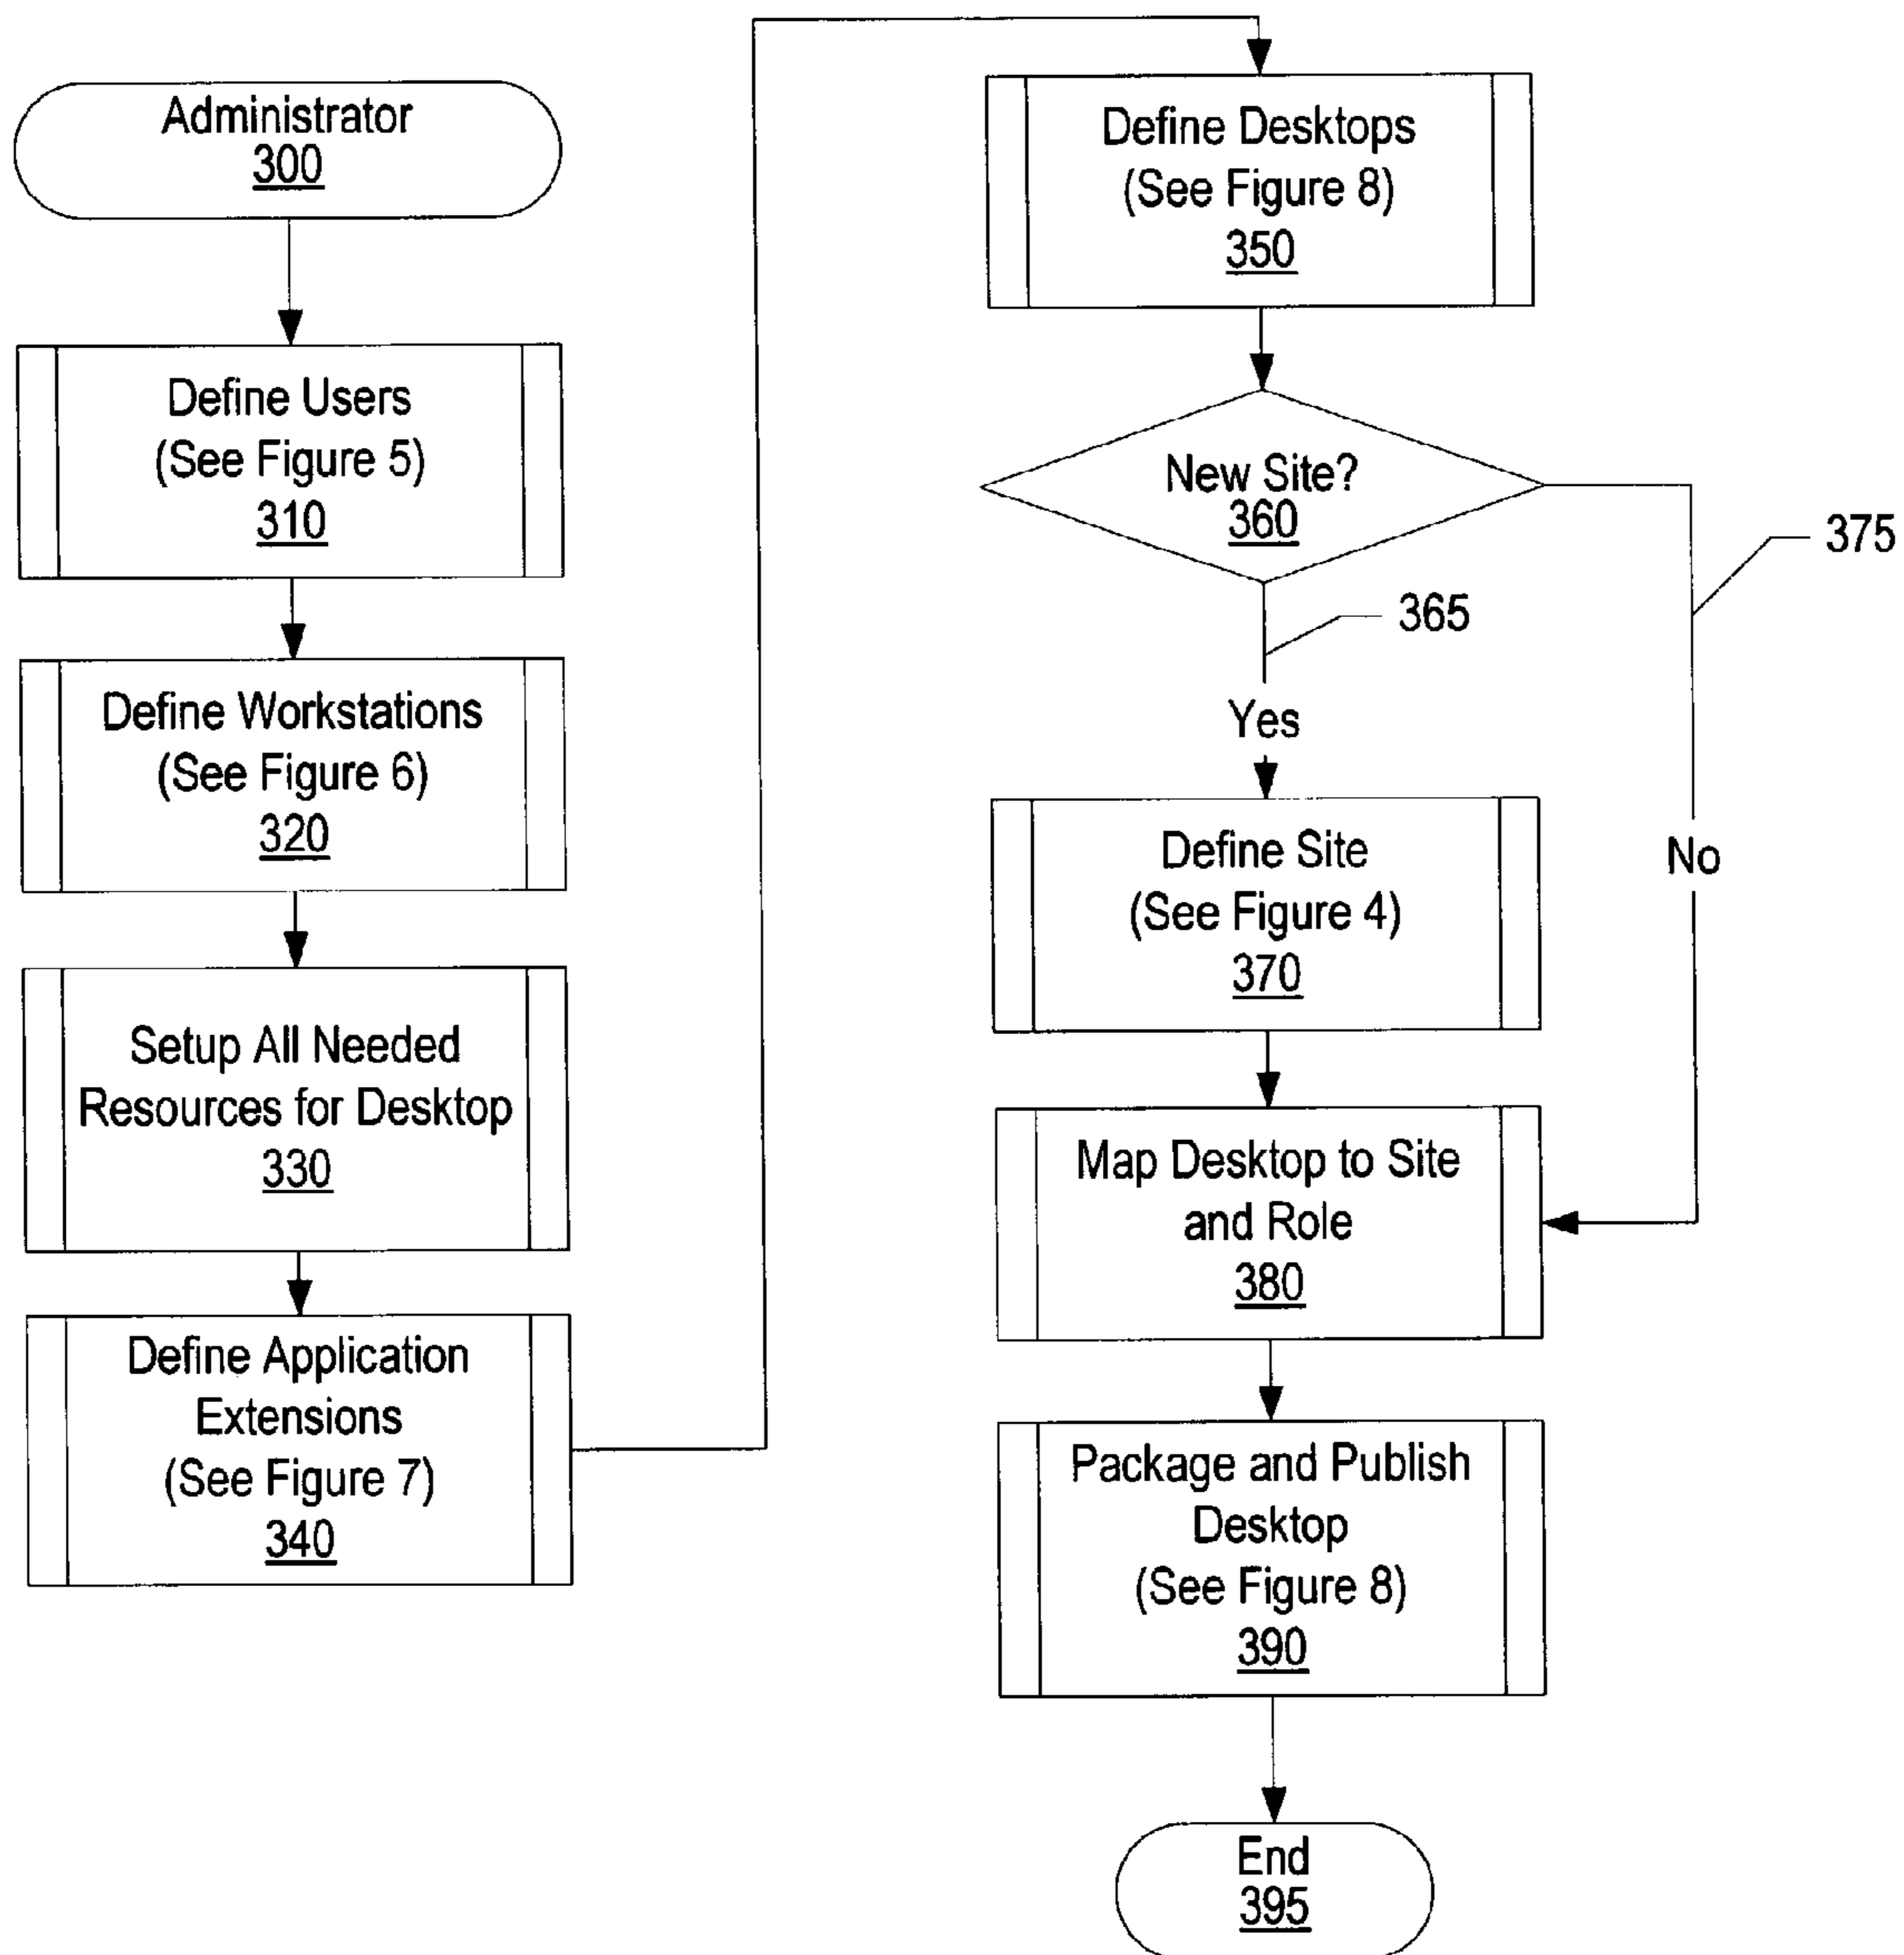 Administrator
300
Define Users
(See Figure 5)
310
Define Workstations
(See Figure 6)
320
Setup All Needed
Resources for Desktop
330
Define Application
Extensions
(See Figure 7)
340
Define Desktops
(See Figure 8)
350
New Site?
360
375
365
Yes
No
Define Site
(See Figure 4)
370
Map Desktop to Site
and Role
380
Package and Publish
Desktop
(See Figure 8)
390
End
395